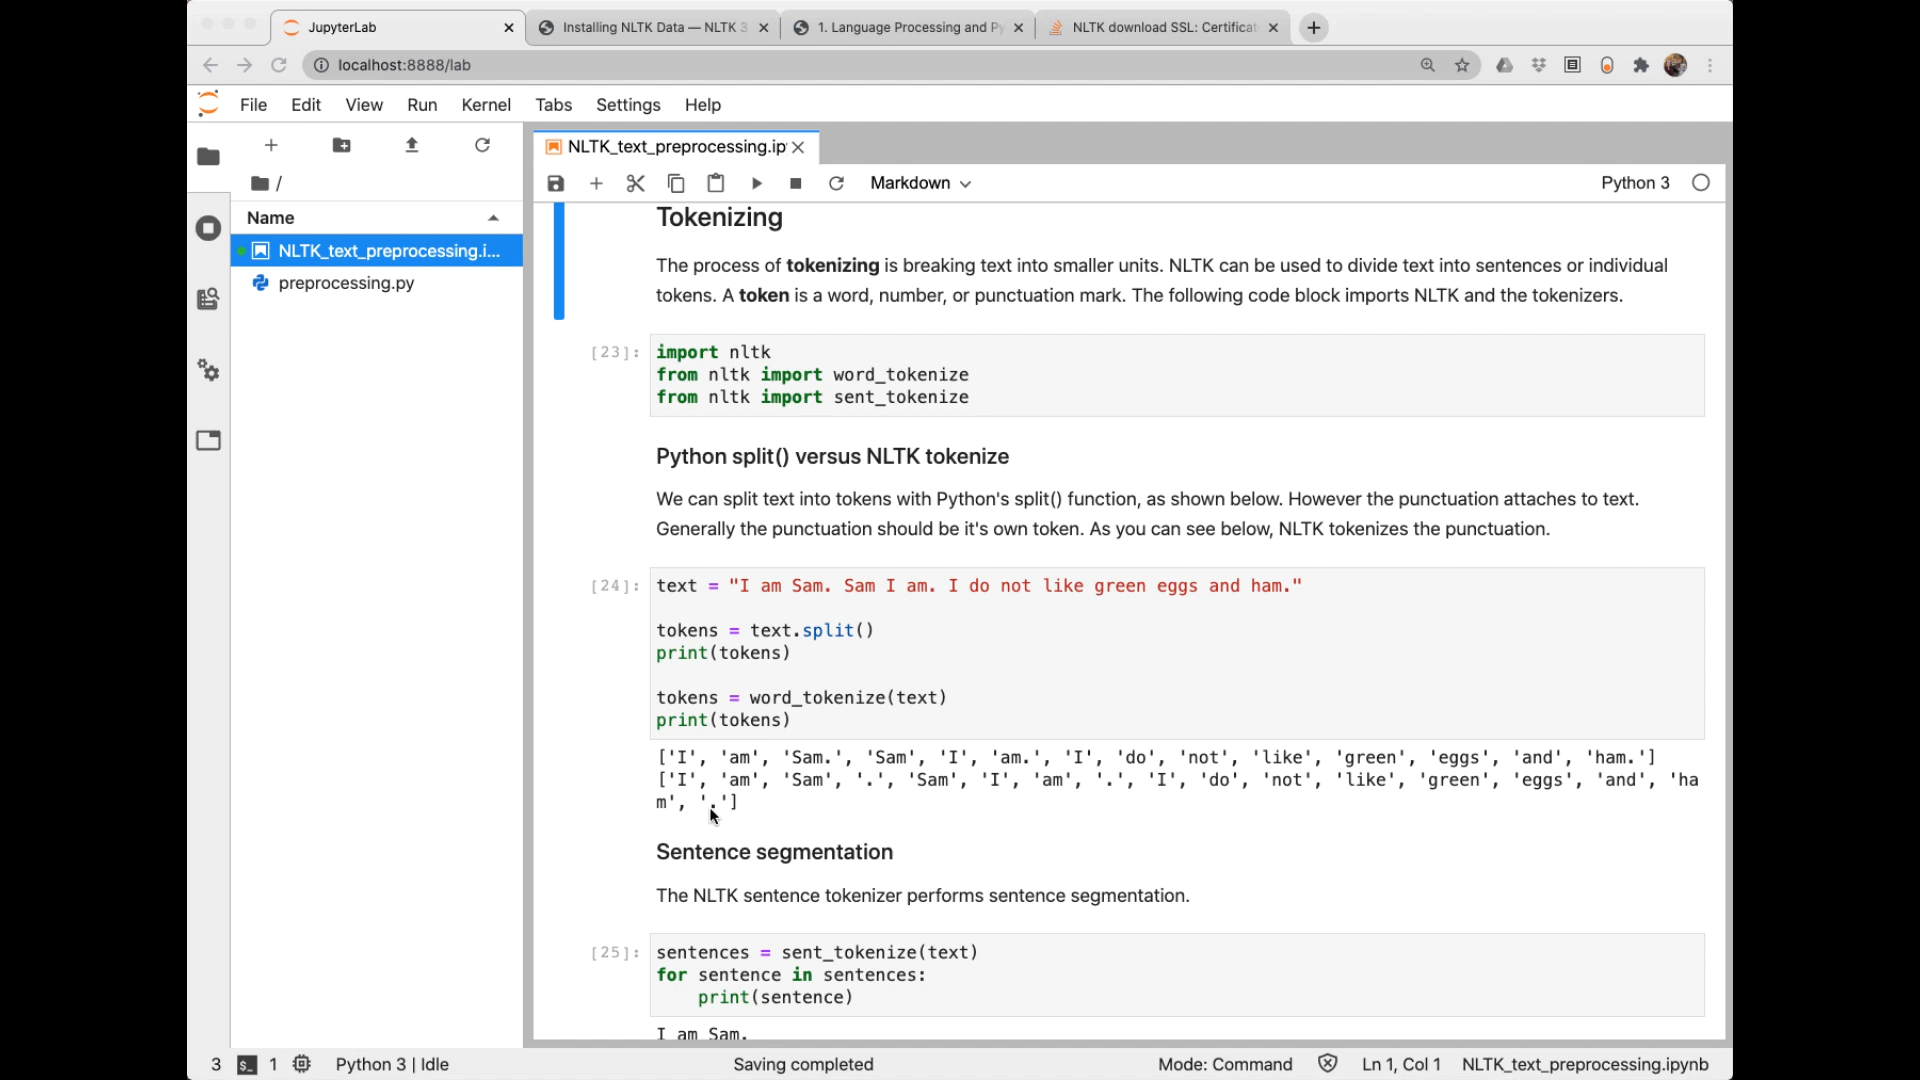 JupyterLab
Installing NLTK Data — NLTK 3
1. Language Processing and Py
NLTK download SSL: Certificat
localhost:8888/lab
File Edit View Run Kernel Tabs Settings Help
NLTK_text_preprocessing.ip
/
Markdown
Python 3
Name
NLTK_text_preprocessing.i...
preprocessing.py
Tokenizing
The process of tokenizing is breaking text into smaller units. NLTK can be used to divide text into sentences or individual
tokens. A token is a word, number, or punctuation mark. The following code block imports NLTK and the tokenizers.
[23]:
import nltk
from nltk import word_tokenize
from nltk import sent_tokenize
Python split() versus NLTK tokenize
We can split text into tokens with Python's split() function, as shown below. However the punctuation attaches to text.
Generally the punctuation should be it's own token. As you can see below, NLTK tokenizes the punctuation.
[24]:
text = "I am Sam. Sam I am. I do not like green eggs and ham."
tokens = text.split()
print(tokens)
tokens = word_tokenize(text)
print(tokens)
['I', 'am', 'Sam.', 'Sam', 'I', 'am.', 'I', 'do', 'not', 'like', 'green', 'eggs', 'and', 'ham.']
['I', 'am', 'Sam', '.', 'Sam', 'I', 'am', '.', 'I', 'do', 'not', 'like', 'green', 'eggs', 'and', 'ha
m', '.']
Sentence segmentation
The NLTK sentence tokenizer performs sentence segmentation.
[25]:
sentences = sent_tokenize(text)
for sentence in sentences:
    print(sentence)
I am Sam.
3
1
Python 3 | Idle
Saving completed
Mode: Command
Ln 1, Col 1
NLTK_text_preprocessing.ipynb